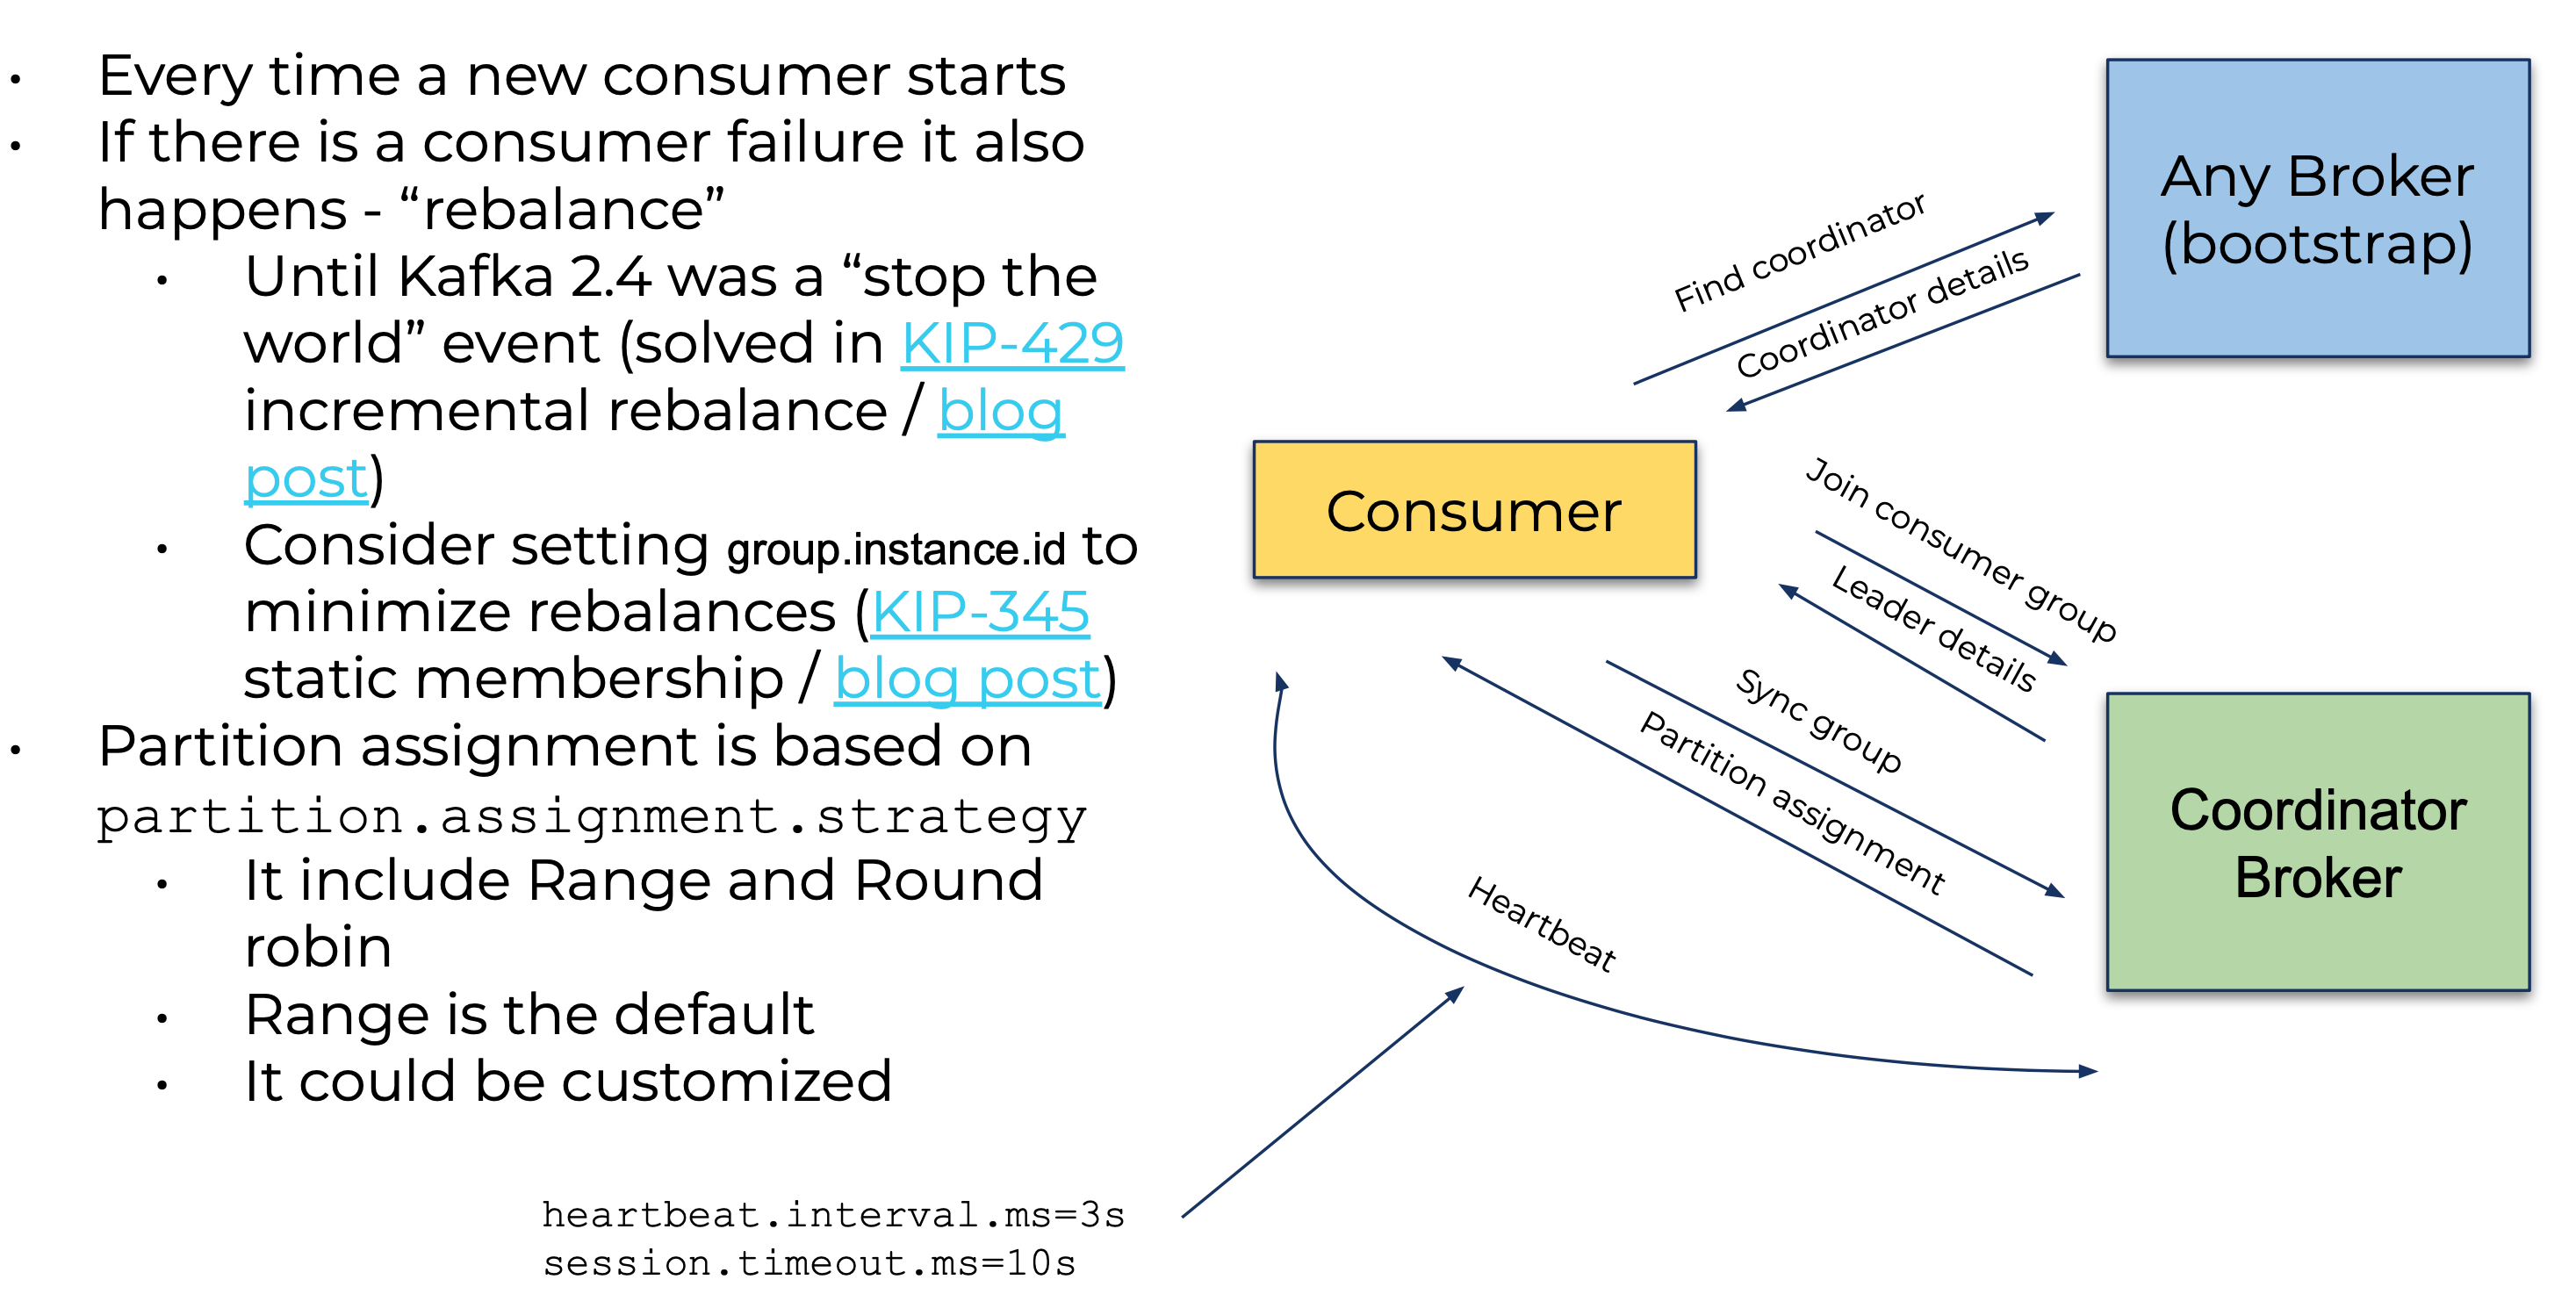 • Every time a new consumer starts
• If there is a consumer failure it also
happens - “rebalance”
• Until Kafka 2.4 was a “stop the
world” event (solved in KIP-429
incremental rebalance / blog
post)
• Consider setting group.instance.id to
minimize rebalances (KIP-345
static membership / blog post)
• Partition assignment is based on
partition.assignment.strategy
• It include Range and Round
robin
• Range is the default
• It could be customized
heartbeat.interval.ms=3s
session.timeout.ms=10s
Any Broker
(bootstrap)
Find coordinator
Coordinator details
Consumer
Join consumer group
Leader details
Sync group
Partition assignment
Heartbeat
Coordinator
Broker